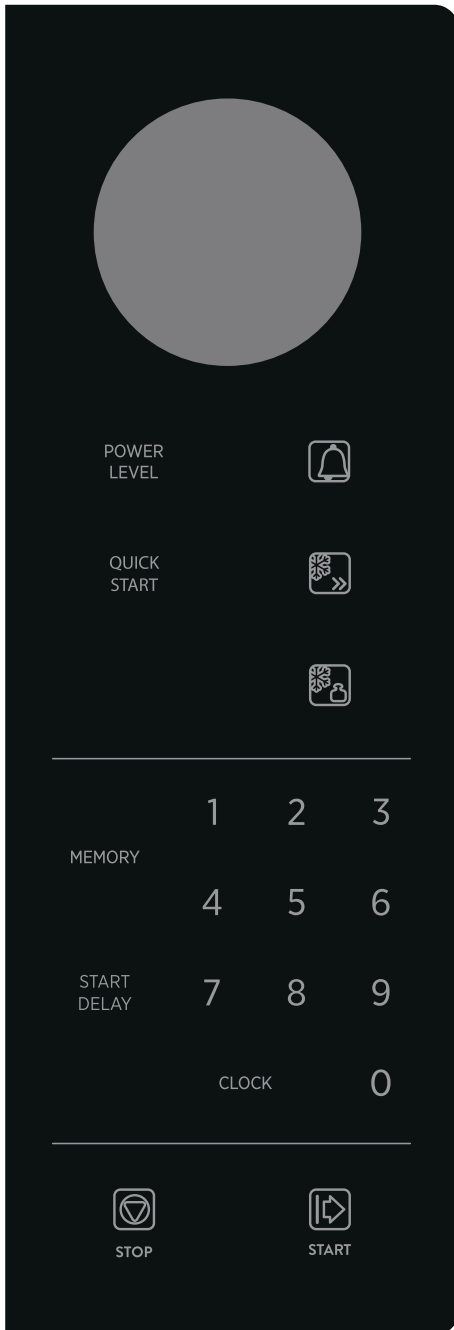 POWER
LEVEL
QUICK
START
1 2 3
MEMORY
4 5 6
START
DELAY
7 8 9
CLOCK 0
STOP START